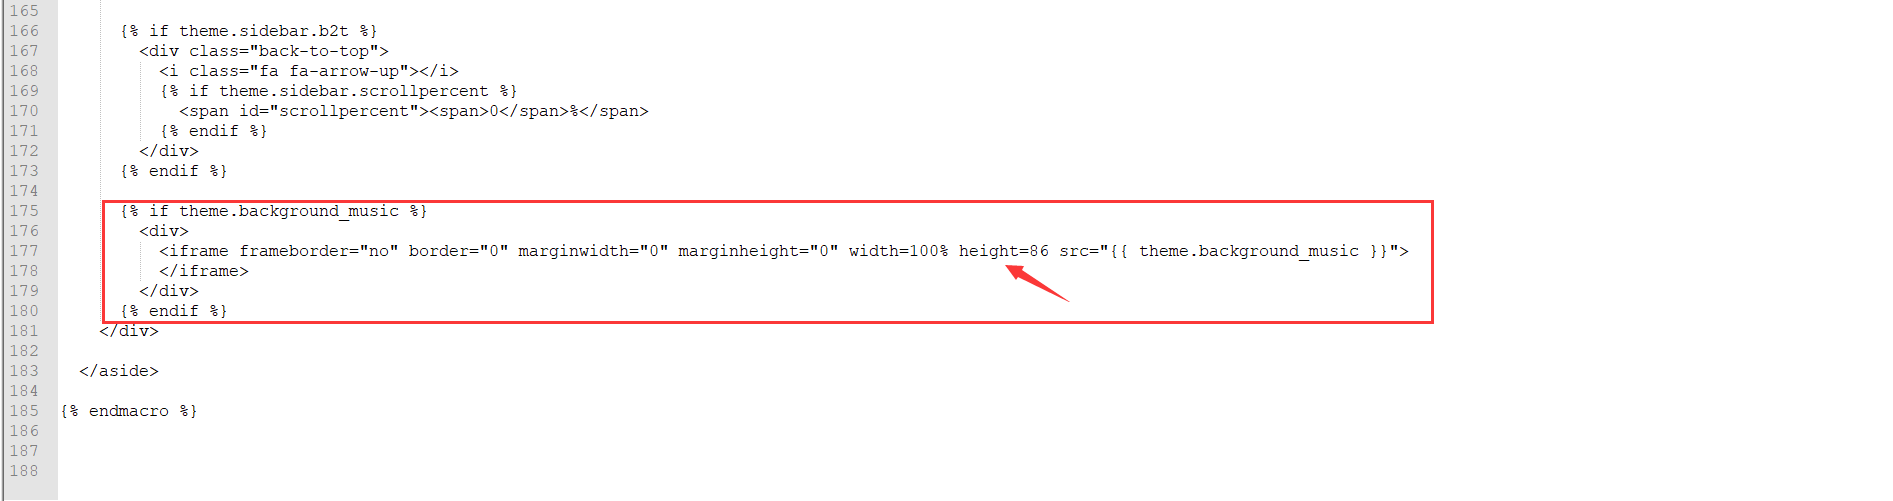 165
166 {% if theme.sidebar.b2t %}
167 <div class="back-to-top">
168 <i class="fa fa-arrow-up"></i>
169 {% if theme.sidebar.scrollpercent %}
170 <span id="scrollpercent"><span>0</span>%</span>
171 {% endif %}
172 </div>
173 {% endif %}
174
175 {% if theme.background_music %}
176 <div>
177 <iframe frameborder="no" border="0" marginwidth="0" marginheight="0" width=100% height=86 src="{{ theme.background_music }}">
178 </iframe>
179 </div>
180 {% endif %}
181 </div>
182
183 </aside>
184
185 {% endmacro %}
186
187
188